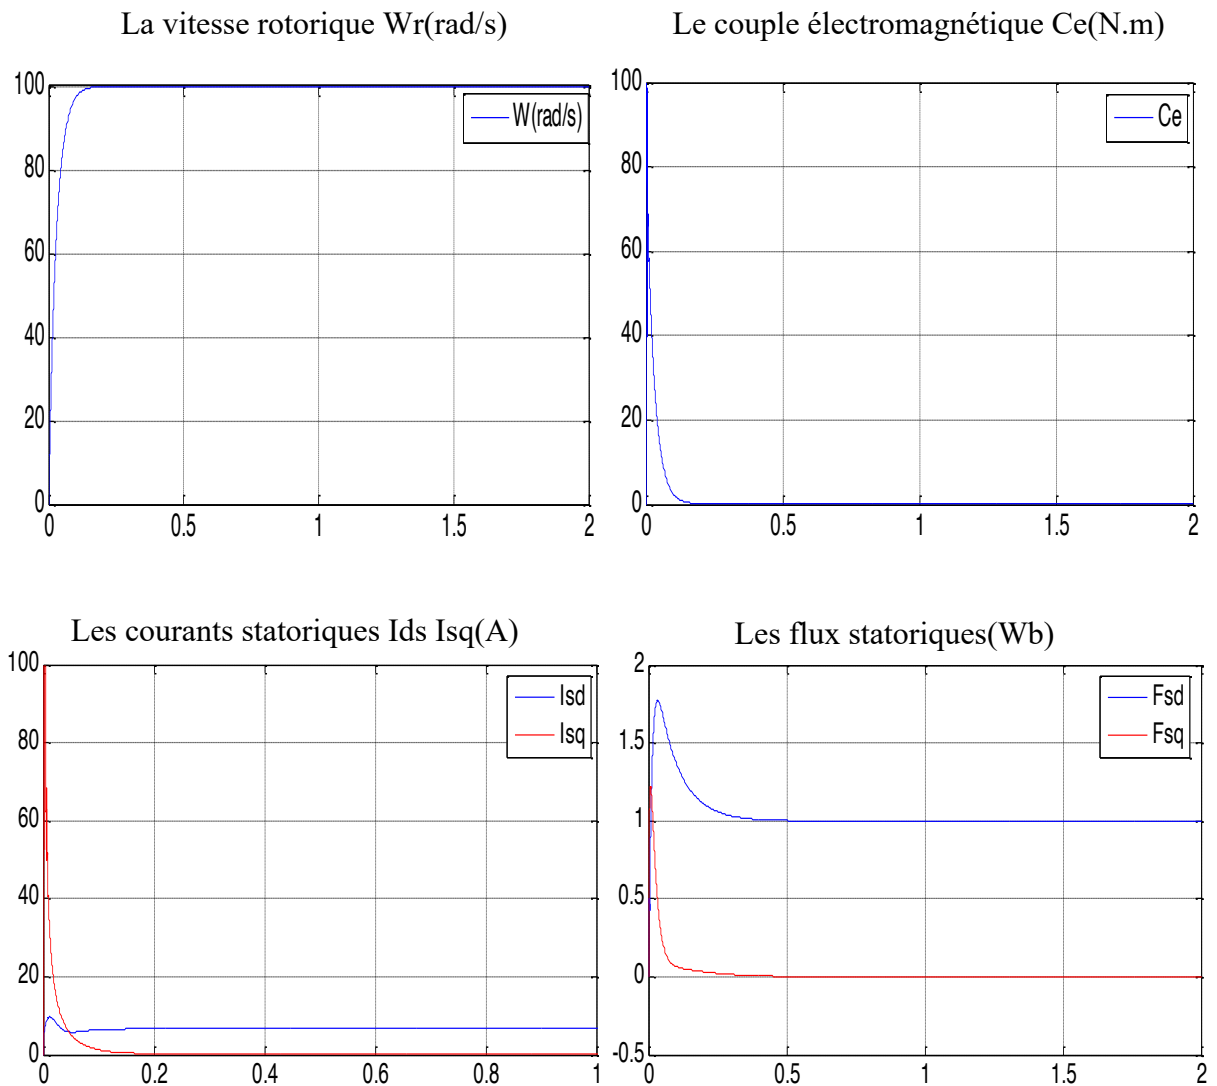 La vitesse rotorique Wr(rad/s)
Le couple électromagnétique Ce(N.m)
100
80
60
40
20
0
0 0.5 1 1.5 2
W(rad/s)
100
80
60
40
20
0
0 0.5 1 1.5 2
Ce
Les courants statoriques Ids Isq(A)
Les flux statoriques(Wb)
100
80
60
40
20
0
0 0.2 0.4 0.6 0.8 1
Isd
Isq
2
1.5
1
0.5
0
-0.5
0 0.5 1 1.5 2
Fsd
Fsq